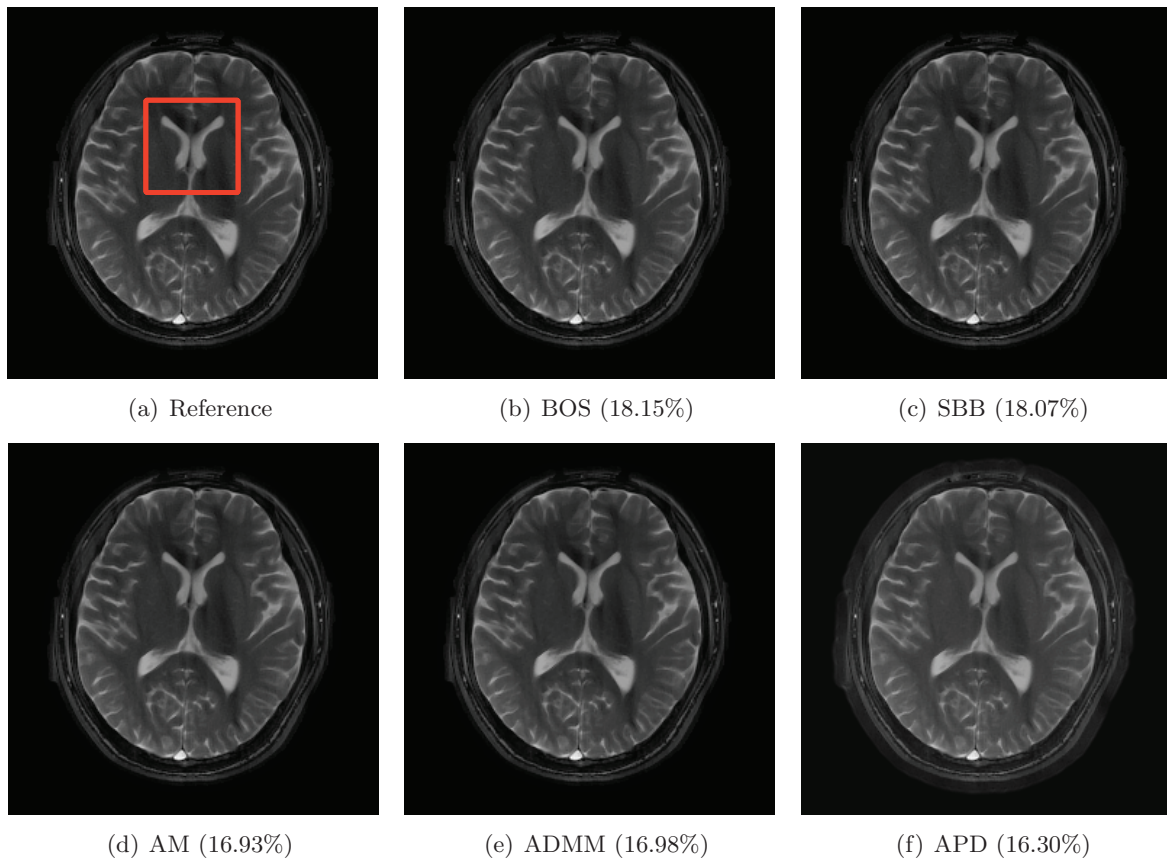 (a) Reference
(b) BOS (18.15%)
(c) SBB (18.07%)
(d) AM (16.93%)
(e) ADMM (16.98%)
(f) APD (16.30%)